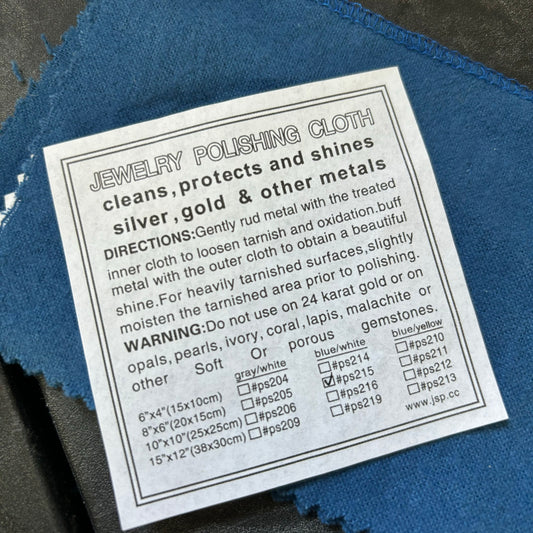 JEWELRY POLISHING CLOTH
cleans,protects and shines
silver,gold & other metals
DIRECTIONS:Gently rud metal with the treated
inner cloth to loosen tarnish and oxidation.buff
metal with the outer cloth to obtain a beautiful
shine.For heavily tarnished surfaces,slightly
moisten the tarnished area prior to polishing.
WARNING:Do not use on 24 karat gold or on
opals,pearls,ivory,coral,lapis,malachite or
other Soft Or porous gemstones.
gray/white blue/white blue/yellow
6"x4"(15x10cm) ☐#ps204 ☐#ps214 ☐#ps210
8"x6"(20x15cm) ☐#ps205 ☑#ps215 ☐#ps211
10"x10"(25x25cm) ☐#ps206 ☐#ps216 ☐#ps212
15"x12"(38x30cm) ☐#ps209 ☐#ps219 ☐#ps213
www.jsp.cc